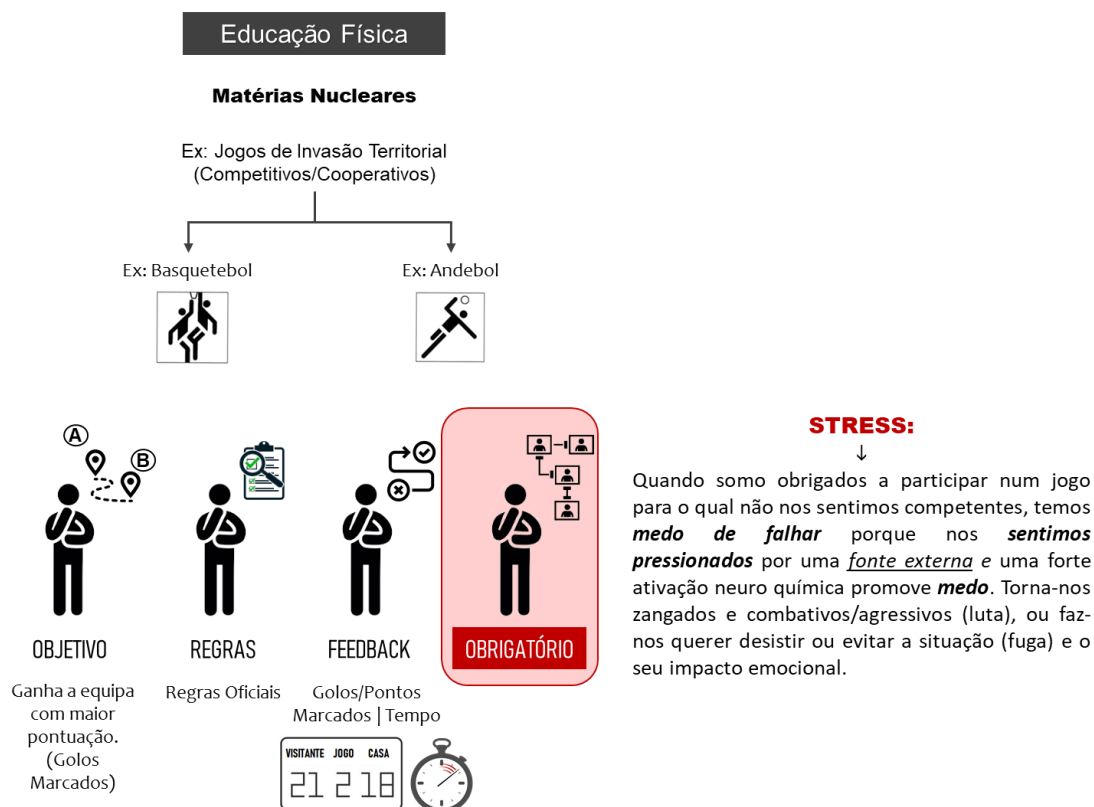 Educação Física
Matérias Nucleares
Ex: Jogos de Invasão Territorial
(Competitivos/Cooperativos)
Ex: Basquetebol
Ex: Andebol
A
B
OBJETIVO
REGRAS
FEEDBACK
OBRIGATÓRIO
Ganha a equipa
com maior
pontuação.
(Golos
Marcados)
Regras Oficiais
Golos/Pontos
Marcados | Tempo
VISITANTE JOGO CASA
21 2 18
STRESS:
↓
Quando somo obrigados a participar num jogo
para o qual não nos sentimos competentes, temos
medo de falhar porque nos sentimos
pressionados por uma fonte externa e uma forte
ativação neuro química promove medo. Torna-nos
zangados e combativos/agressivos (luta), ou faz-
nos querer desistir ou evitar a situação (fuga) e o
seu impacto emocional.